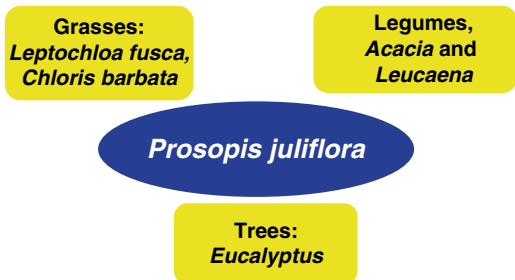 Grasses:
Leptochloa fusca,
Chloris barbata
Legumes,
Acacia and
Leucaena
Prosopis juliflora
Trees:
Eucalyptus